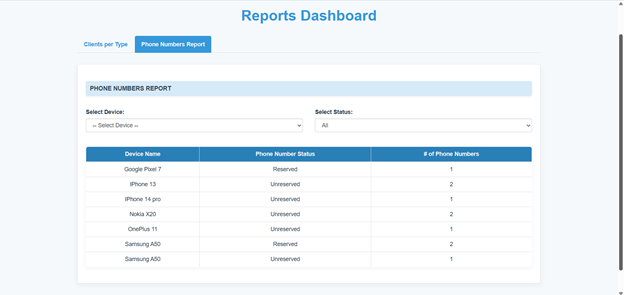 Reports Dashboard
Clients per Type Phone Numbers Report
PHONE NUMBERS REPORT
Select Device: Select Status:
-- Select Device -- All
Device Name Phone Number Status # of Phone Numbers
Google Pixel 7 Reserved 1
IPhone 13 Unreserved 2
IPhone 14 pro Unreserved 1
Nokia X20 Unreserved 2
OnePlus 11 Unreserved 1
Samsung A50 Reserved 2
Samsung A50 Unreserved 1